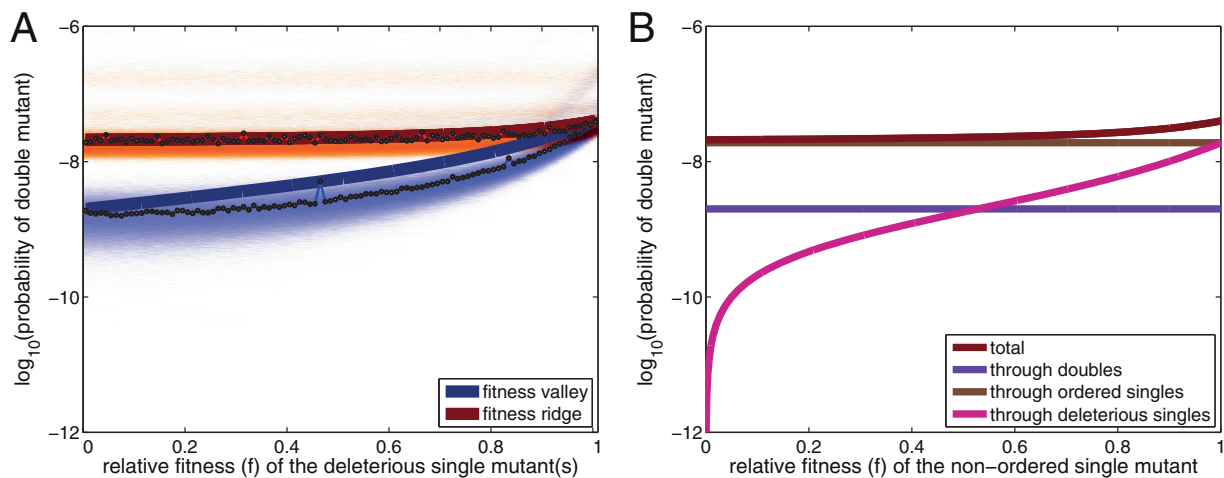 A
log₁₀(probability of double mutant)
−6
−8
−10
−12
0
0.2
0.4
0.6
0.8
1
relative fitness (f) of the deleterious single mutant(s)
fitness valley
fitness ridge
B
log₁₀(probability of double mutant)
−6
−8
−10
−12
0
0.2
0.4
0.6
0.8
1
relative fitness (f) of the non−ordered single mutant
total
through doubles
through ordered singles
through deleterious singles